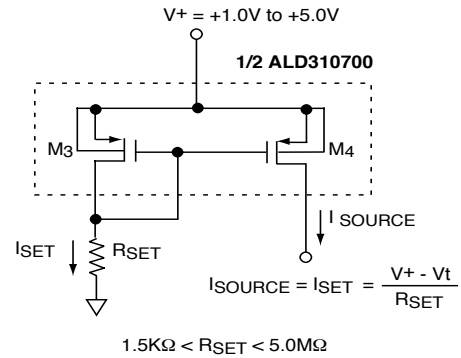 V+ = +1.0V to +5.0V
1/2 ALD310700
M3
M4
ISET
RSET
I SOURCE
ISOURCE = ISET = V+ - Vt
RSET
1.5KΩ < RSET < 5.0MΩ